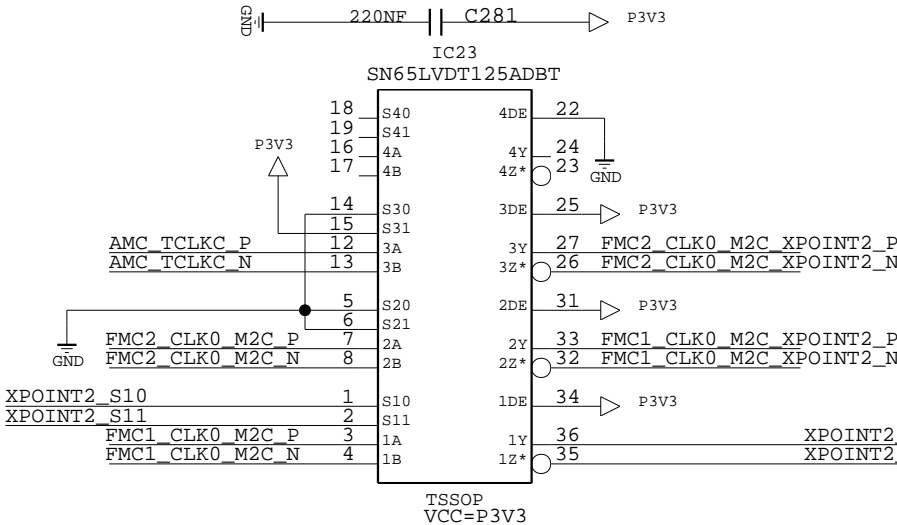 GND 220NF C281 P3V3
IC23
SN65LVDT125ADBT
18 S40 4DE 22
19 S41
P3V3 16 4A 4Y 24
17 4B 4Z* 23 GND
14 S30 3DE 25 P3V3
15 S31
AMC_TCLKC_P 12 3A 3Y 27 FMC2_CLK0_M2C_XPOINT2_P
AMC_TCLKC_N 13 3B 3Z* 26 FMC2_CLK0_M2C_XPOINT2_N
5 S20 2DE 31 P3V3
6 S21
GND FMC2_CLK0_M2C_P 7 2A 2Y 33 FMC1_CLK0_M2C_XPOINT2_P
FMC2_CLK0_M2C_N 8 2B 2Z* 32 FMC1_CLK0_M2C_XPOINT2_N
XPOINT2_S10 1 S10 1DE 34 P3V3
XPOINT2_S11 2 S11
FMC1_CLK0_M2C_P 3 1A 1Y 36 XPOINT2_
FMC1_CLK0_M2C_N 4 1B 1Z* 35 XPOINT2_
TSSOP
VCC=P3V3